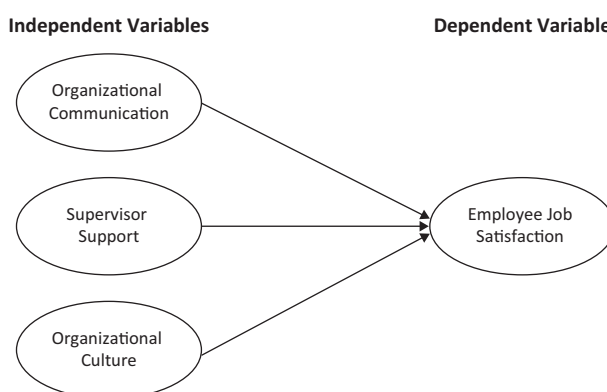 Independent Variables
Dependent Variable
Organizational
Communication
Supervisor
Support
Employee Job
Satisfaction
Organizational
Culture